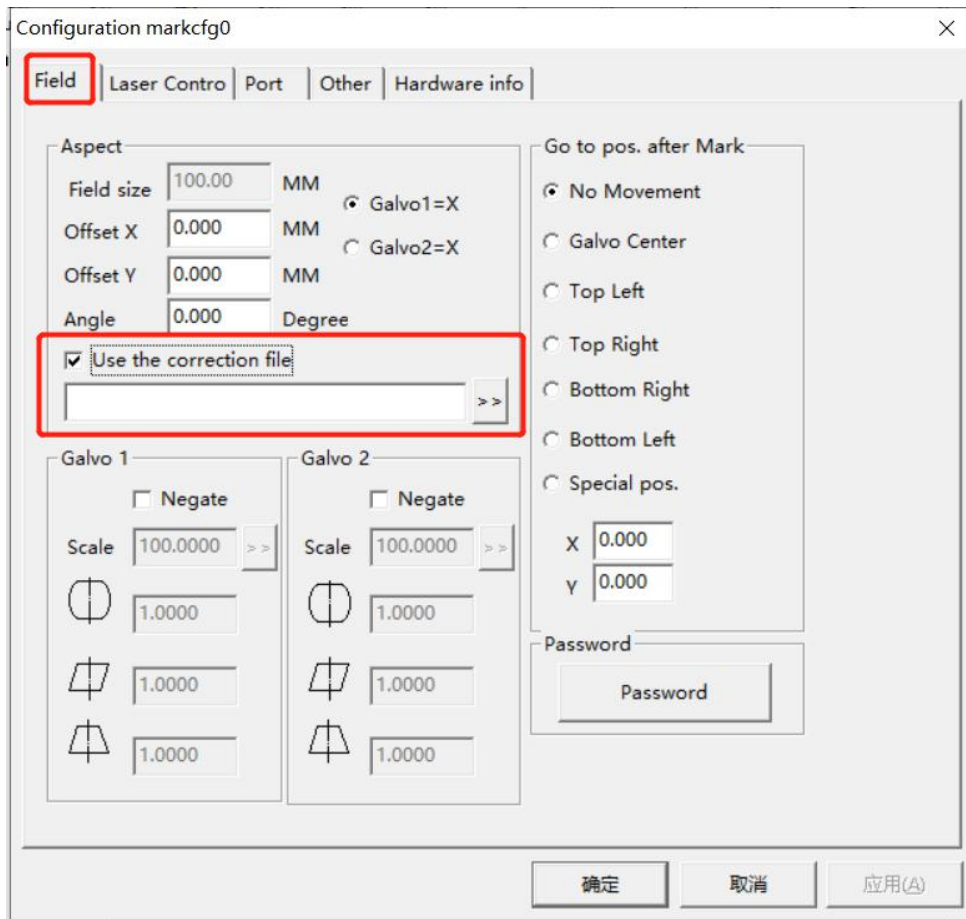 Configuration markcfg0
Field Laser Contro Port Other Hardware info
Aspect
Field size 100.00 MM
Offset X 0.000 MM
Offset Y 0.000 MM
Angle 0.000 Degree
Galvo1=X
Galvo2=X
Use the correction file
>>
Galvo 1
Negate
Scale 100.0000 >>
1.0000
1.0000
1.0000
Galvo 2
Negate
Scale 100.0000 >>
1.0000
1.0000
1.0000
Go to pos. after Mark
No Movement
Galvo Center
Top Left
Top Right
Bottom Right
Bottom Left
Special pos.
X 0.000
Y 0.000
Password
Password
确定 取消 应用(A)